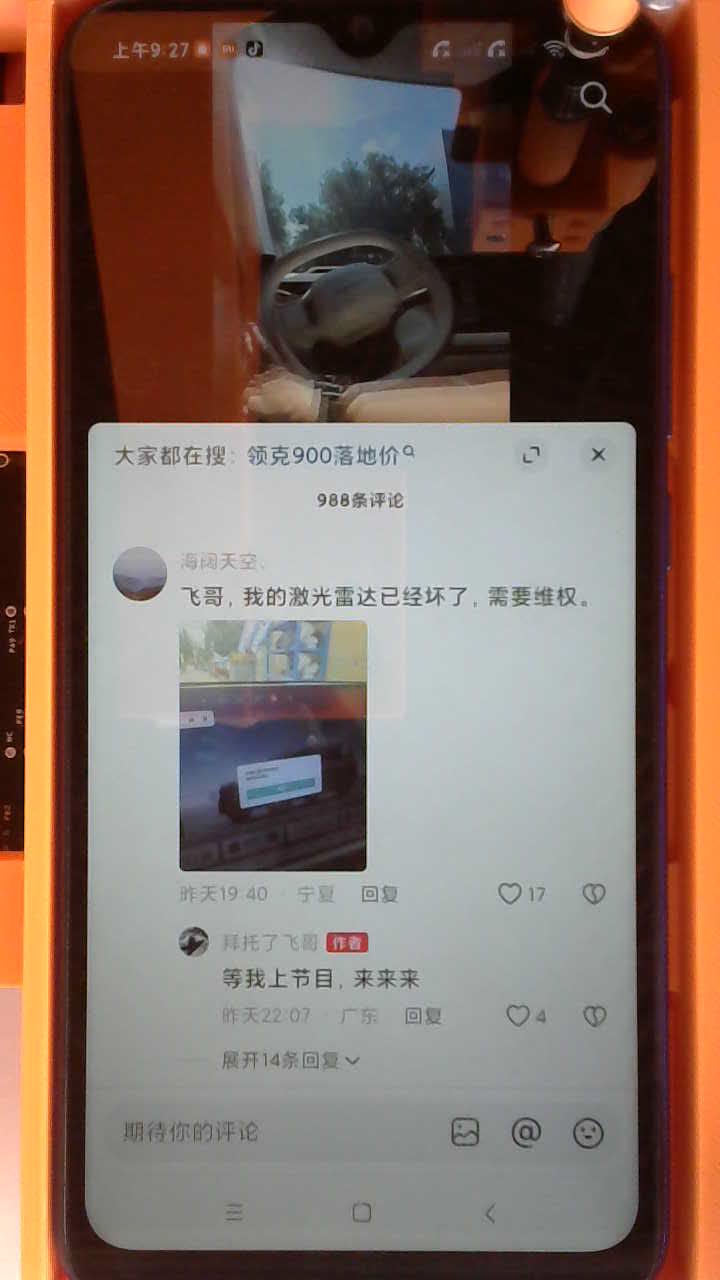 上午9:27
大家都在搜：领克900落地价
988条评论
海阔天空、
飞哥，我的激光雷达已经坏了，需要维权。
昨天19:40 · 宁夏 回复
17
拜托了飞哥 作者
等我上节目，来来来
昨天22:07 · 广东 回复
4
展开14条回复
期待你的评论